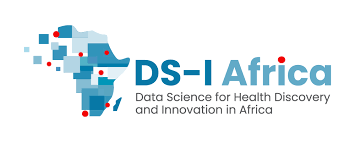 DS-I Africa
Data Science for Health Discovery
and Innovation in Africa